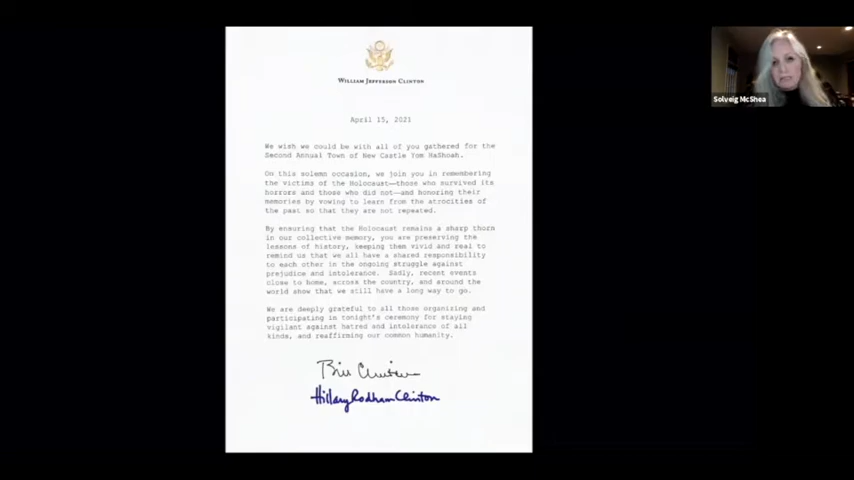 WILLIAM JEFFERSON CLINTON
April 15, 2021
We wish we could be with all of you gathered for the
Second Annual Town of New Castle Yom HaShoah.
On this solemn occasion, we join you in remembering
the victims of the Holocaust—those who survived its
horrors and those who did not—and honoring their
memories by vowing to learn from the atrocities of
the past so that they are not repeated.
By ensuring that the Holocaust remains a sharp thorn
in our collective memory, you are preserving the
lessons of history, keeping them vivid and real to
remind us that we all have a shared responsibility
to each other in the ongoing struggle against
prejudice and intolerance. Sadly, recent events
close to home, across the country, and around the
world show that we still have a long way to go.
We are deeply grateful to all those organizing and
participating in tonight's ceremony for staying
vigilant against hatred and intolerance of all
kinds, and reaffirming our common humanity.
Bill Clinton
Hillary Rodham Clinton
Solveig McShea